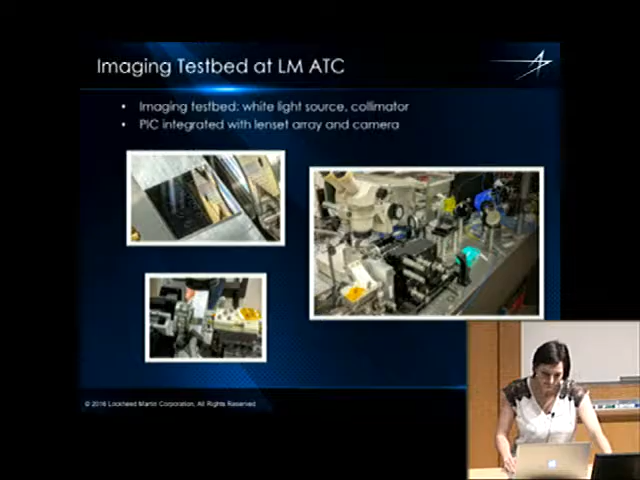 Imaging Testbed at LM ATC
• Imaging testbed: white light source, collimator
• PIC integrated with lenset array and camera
© 2016 Lockheed Martin Corporation, All Rights Reserved